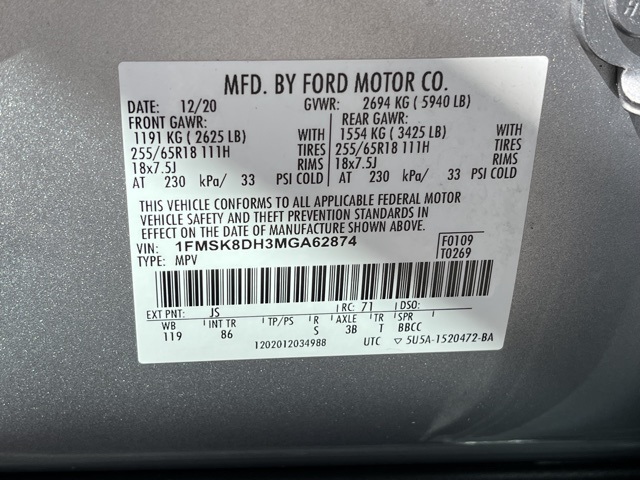 MFD. BY FORD MOTOR CO.
DATE: 12/20 GVWR: 2694 KG ( 5940 LB)
FRONT GAWR: REAR GAWR:
1191 KG ( 2625 LB) WITH 1554 KG ( 3425 LB) WITH
255/65R18 111H TIRES 255/65R18 111H TIRES
18x7.5J RIMS 18x7.5J RIMS
AT 230 kPa/ 33 PSI COLD AT 230 kPa/ 33 PSI COLD
THIS VEHICLE CONFORMS TO ALL APPLICABLE FEDERAL MOTOR
VEHICLE SAFETY AND THEFT PREVENTION STANDARDS IN
EFFECT ON THE DATE OF MANUFACTURE SHOWN ABOVE.
VIN: 1FMSK8DH3MGA62874 F0109
TYPE: MPV T0269
EXT PNT: JS RC: 71 DSO:
WB INT TR TP/PS R AXLE TR SPR
119 86 S 3B T BBCC
1202012034988 UTC ▽ 5U5A-1520472-BA